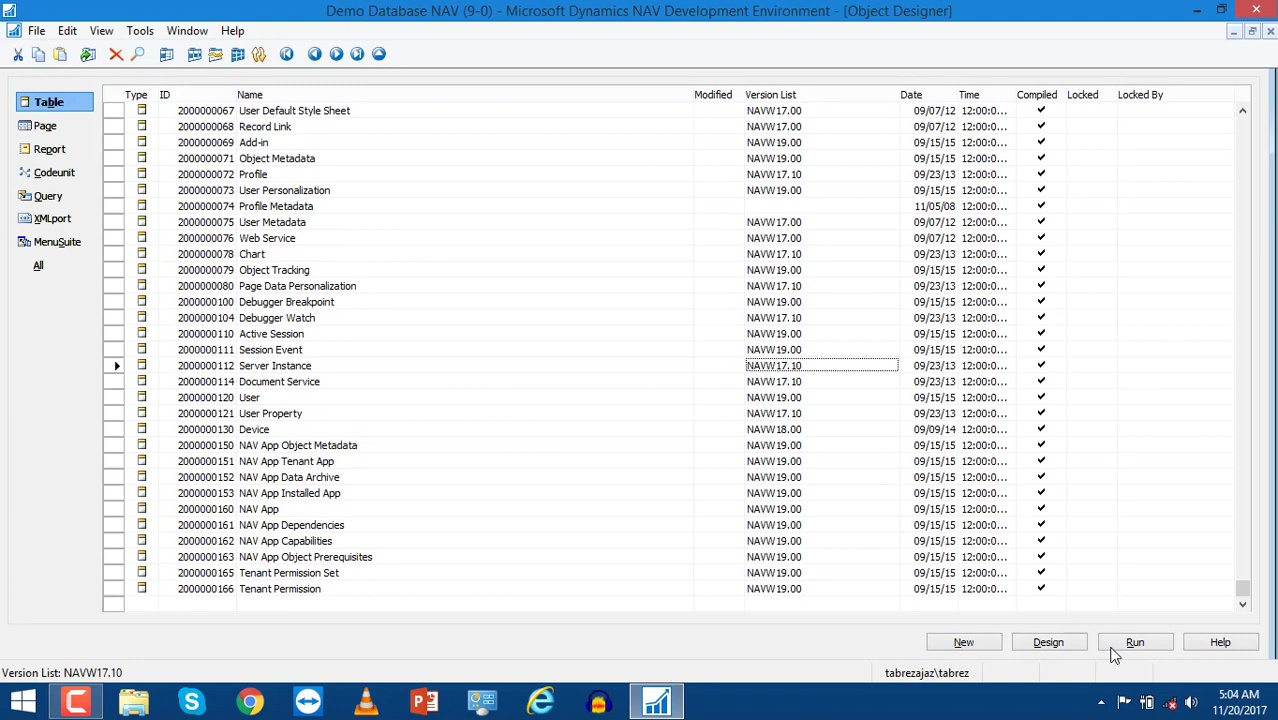 Demo Database NAV (9-0) - Microsoft Dynamics NAV Development Environment - [Object Designer]
File Edit View Tools Window Help
Table
Page
Report
Codeunit
Query
XMLport
MenuSuite
All
Type ID Name Modified Version List Date Time Compiled Locked Locked By
2000000067 User Default Style Sheet NAVW17.00 09/07/12 12:00:0...
2000000068 Record Link NAVW17.00 09/07/12 12:00:0...
2000000069 Add-in NAVW19.00 09/15/15 12:00:0...
2000000071 Object Metadata NAVW19.00 09/15/15 12:00:0...
2000000072 Profile NAVW17.10 09/23/13 12:00:0...
2000000073 User Personalization NAVW19.00 09/15/15 12:00:0...
2000000074 Profile Metadata 11/05/08 12:00:0...
2000000075 User Metadata NAVW17.00 09/07/12 12:00:0...
2000000076 Web Service NAVW17.00 09/07/12 12:00:0...
2000000078 Chart NAVW17.10 09/23/13 12:00:0...
2000000079 Object Tracking NAVW19.00 09/15/15 12:00:0...
2000000080 Page Data Personalization NAVW17.10 09/23/13 12:00:0...
2000000100 Debugger Breakpoint NAVW19.00 09/15/15 12:00:0...
2000000104 Debugger Watch NAVW17.10 09/23/13 12:00:0...
2000000110 Active Session NAVW19.00 09/15/15 12:00:0...
2000000111 Session Event NAVW19.00 09/15/15 12:00:0...
2000000112 Server Instance NAVW17.10 09/23/13 12:00:0...
2000000114 Document Service NAVW17.10 09/23/13 12:00:0...
2000000120 User NAVW19.00 09/15/15 12:00:0...
2000000121 User Property NAVW17.10 09/23/13 12:00:0...
2000000130 Device NAVW18.00 09/09/14 12:00:0...
2000000150 NAV App Object Metadata NAVW19.00 09/15/15 12:00:0...
2000000151 NAV App Tenant App NAVW19.00 09/15/15 12:00:0...
2000000152 NAV App Data Archive NAVW19.00 09/15/15 12:00:0...
2000000153 NAV App Installed App NAVW19.00 09/15/15 12:00:0...
2000000160 NAV App NAVW19.00 09/15/15 12:00:0...
2000000161 NAV App Dependencies NAVW19.00 09/15/15 12:00:0...
2000000162 NAV App Capabilities NAVW19.00 09/15/15 12:00:0...
2000000163 NAV App Object Prerequisites NAVW19.00 09/15/15 12:00:0...
2000000165 Tenant Permission Set NAVW19.00 09/15/15 12:00:0...
2000000166 Tenant Permission NAVW19.00 09/15/15 12:00:0...
New Design Run Help
Version List: NAVW17.10 tabrezajaz\tabrez
5:04 AM
11/20/2017